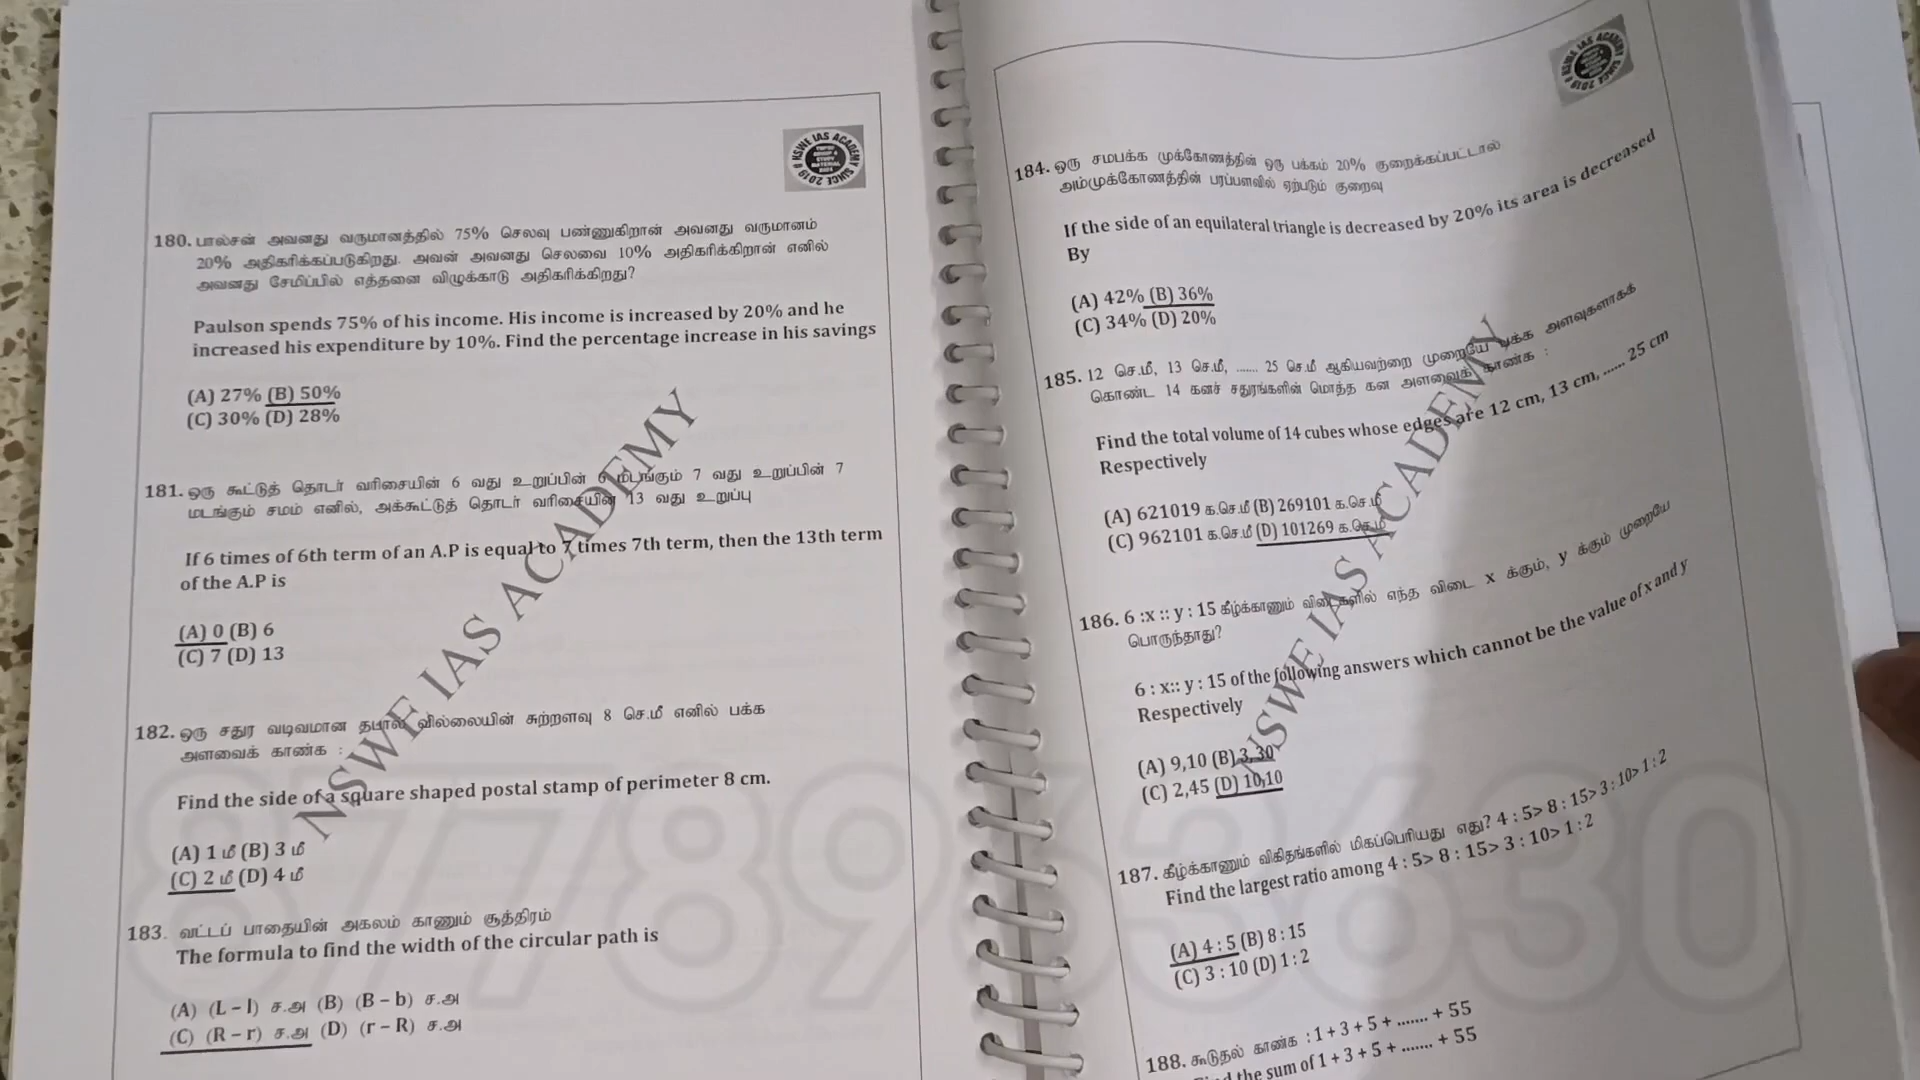 180. பால்சன் அவனது வருமானத்தில் 75% செலவு பண்ணுகிறான் அவனது வருமானம்
20% அதிகரிக்கப்படுகிறது. அவன் அவனது செலவை 10% அதிகரிக்கிறான் எனில்
அவனது சேமிப்பில் எத்தனை விழுக்காடு அதிகரிக்கிறது?
Paulson spends 75% of his income. His income is increased by 20% and he
increased his expenditure by 10%. Find the percentage increase in his savings
(A) 27% (B) 50%
(C) 30% (D) 28%
181. ஒரு கூட்டுத் தொடர் வரிசையின் 6 வது உறுப்பின் 6 மடங்கும் 7 வது உறுப்பின் 7
மடங்கும் சமம் எனில், அக்கூட்டுத் தொடர் வரிசையின் 13 வது உறுப்பு
If 6 times of 6th term of an A.P is equal to 7 times 7th term, then the 13th term
of the A.P is
(A) 0 (B) 6
(C) 7 (D) 13
182. ஒரு சதுர வடிவமான தபால் வில்லையின் சுற்றளவு 8 செ.மீ எனில் பக்க
அளவைக் காண்க :
Find the side of a square shaped postal stamp of perimeter 8 cm.
(A) 1 மீ (B) 3 மீ
(C) 2 மீ (D) 4 மீ
183. வட்டப் பாதையின் அகலம் காணும் சூத்திரம்
The formula to find the width of the circular path is
(A) (L – l) ச.அ (B) (B – b) ச.அ
(C) (R – r) ச.அ (D) (r – R) ச.அ
NSWE IAS ACADEMY
NSWE IAS ACADEMY SINCE 2019
184. ஒரு சமபக்க முக்கோணத்தின் ஒரு பக்கம் 20% குறைக்கப்பட்டால்
அம்முக்கோணத்தின் பரப்பளவில் ஏற்படும் குறைவு
If the side of an equilateral triangle is decreased by 20% its area is decreased
By
(A) 42% (B) 36%
(C) 34% (D) 20%
185. 12 செ.மீ, 13 செ.மீ, ....... 25 செ.மீ ஆகியவற்றை முறையே பக்க அளவுகளாகக்
கொண்ட 14 கனச் சதுரங்களின் மொத்த கன அளவைக் காண்க :
Find the total volume of 14 cubes whose edges are 12 cm, 13 cm, ...... 25 cm
Respectively
(A) 621019 க.செ.மீ (B) 269101 க.செ.மீ
(C) 962101 க.செ.மீ (D) 101269 க.செ.மீ
186. 6 :x :: y : 15 கீழ்க்காணும் விடைகளில் எந்த விடை x க்கும், y க்கும் முறையே
பொருந்தாது?
6 : x:: y : 15 of the following answers which cannot be the value of x and y
Respectively
(A) 9,10 (B) 3,30
(C) 2,45 (D) 10,10
187. கீழ்க்காணும் விகிதங்களில் மிகப்பெரியது எது? 4 : 5> 8 : 15> 3 : 10> 1 : 2
Find the largest ratio among 4 : 5> 8 : 15> 3 : 10> 1 : 2
(A) 4 : 5 (B) 8 : 15
(C) 3 : 10 (D) 1 : 2
188. கூடுதல் காண்க : 1 + 3 + 5 + ....... + 55
the sum of 1 + 3 + 5 + ....... + 55
NSWE IAS ACADEMY